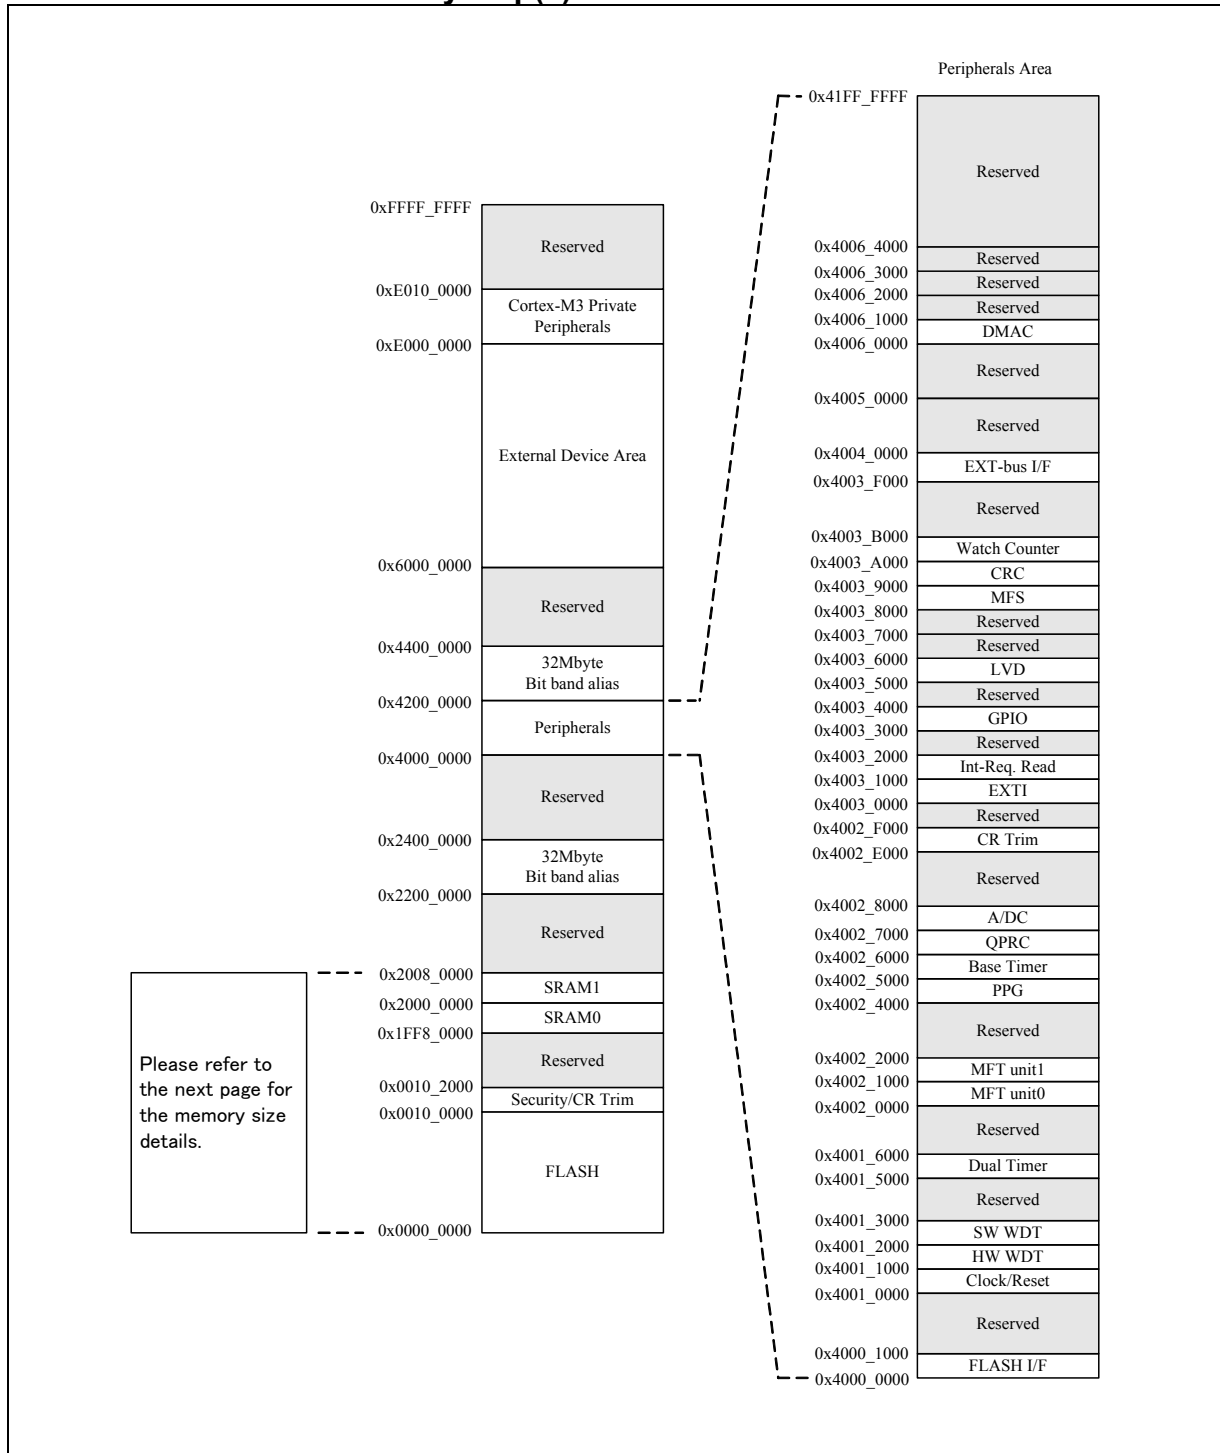 Peripherals Area
0x41FF_FFFF
Reserved
0x4006_4000
Reserved
0x4006_3000
Reserved
0x4006_2000
Reserved
0x4006_1000
DMAC
0x4006_0000
Reserved
0x4005_0000
Reserved
0x4004_0000
EXT-bus I/F
0x4003_F000
Reserved
0x4003_B000
Watch Counter
0x4003_A000
CRC
0x4003_9000
MFS
0x4003_8000
Reserved
0x4003_7000
Reserved
0x4003_6000
LVD
0x4003_5000
Reserved
0x4003_4000
GPIO
0x4003_3000
Reserved
0x4003_2000
Int-Req. Read
0x4003_1000
EXTI
0x4003_0000
Reserved
0x4002_F000
CR Trim
0x4002_E000
Reserved
0x4002_8000
A/DC
0x4002_7000
QPRC
0x4002_6000
Base Timer
0x4002_5000
PPG
0x4002_4000
Reserved
0x4002_2000
MFT unit1
0x4002_1000
MFT unit0
0x4002_0000
Reserved
0x4001_6000
Dual Timer
0x4001_5000
Reserved
0x4001_3000
SW WDT
0x4001_2000
HW WDT
0x4001_1000
Clock/Reset
0x4001_0000
Reserved
0x4000_1000
FLASH I/F
0x4000_0000
0xFFFF_FFFF
Reserved
0xE010_0000
Cortex-M3 Private
Peripherals
0xE000_0000
External Device Area
0x6000_0000
Reserved
0x4400_0000
32Mbyte
Bit band alias
0x4200_0000
Peripherals
0x4000_0000
Reserved
0x2400_0000
32Mbyte
Bit band alias
0x2200_0000
Reserved
0x2008_0000
SRAM1
0x2000_0000
SRAM0
0x1FF8_0000
Reserved
0x0010_2000
Security/CR Trim
0x0010_0000
FLASH
0x0000_0000
Please refer to
the next page for
the memory size
details.